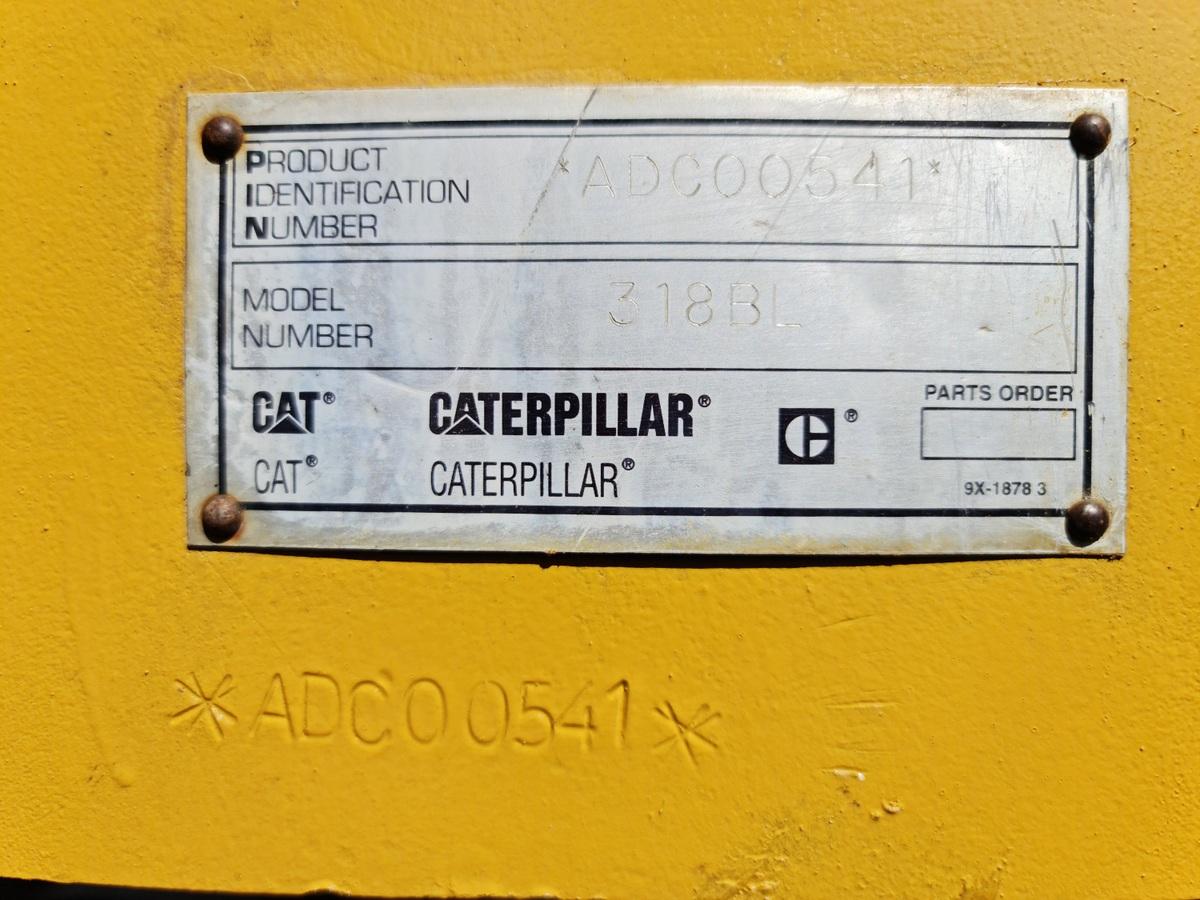 PRODUCT
IDENTIFICATION
NUMBER
*ADC00541*
MODEL
NUMBER
318BL
CAT®
CATERPILLAR®
®
CAT®
CATERPILLAR®
PARTS ORDER
9X-1878 3
*ADC00541*